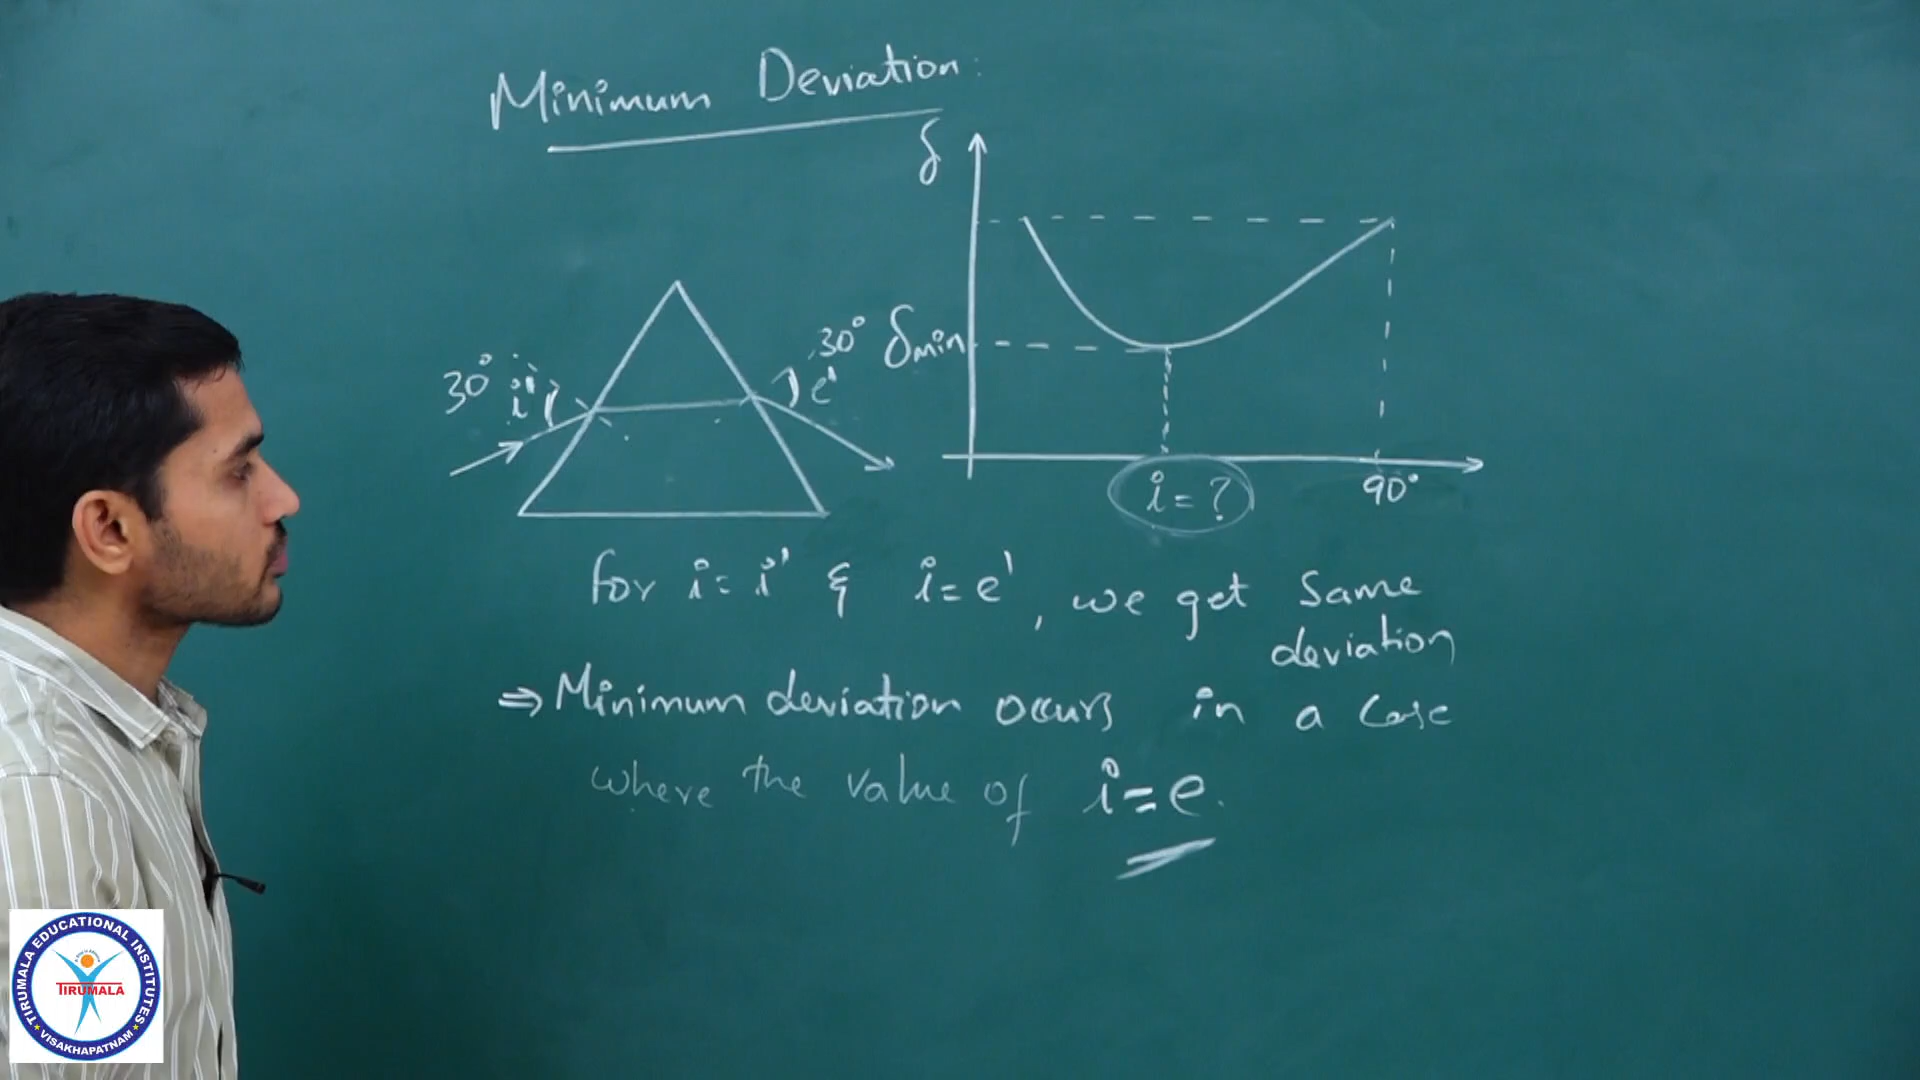 Minimum Deviation:
δ
30° i' e' 30°
i
δmin
i = ?
90°
for i = i' & i = e', we get same
deviation
⇒ Minimum deviation occurs in a case
where the value of i = e.
TIRUMALA EDUCATIONAL INSTITUTES
TIRUMALA
★ VISAKHAPATNAM ★